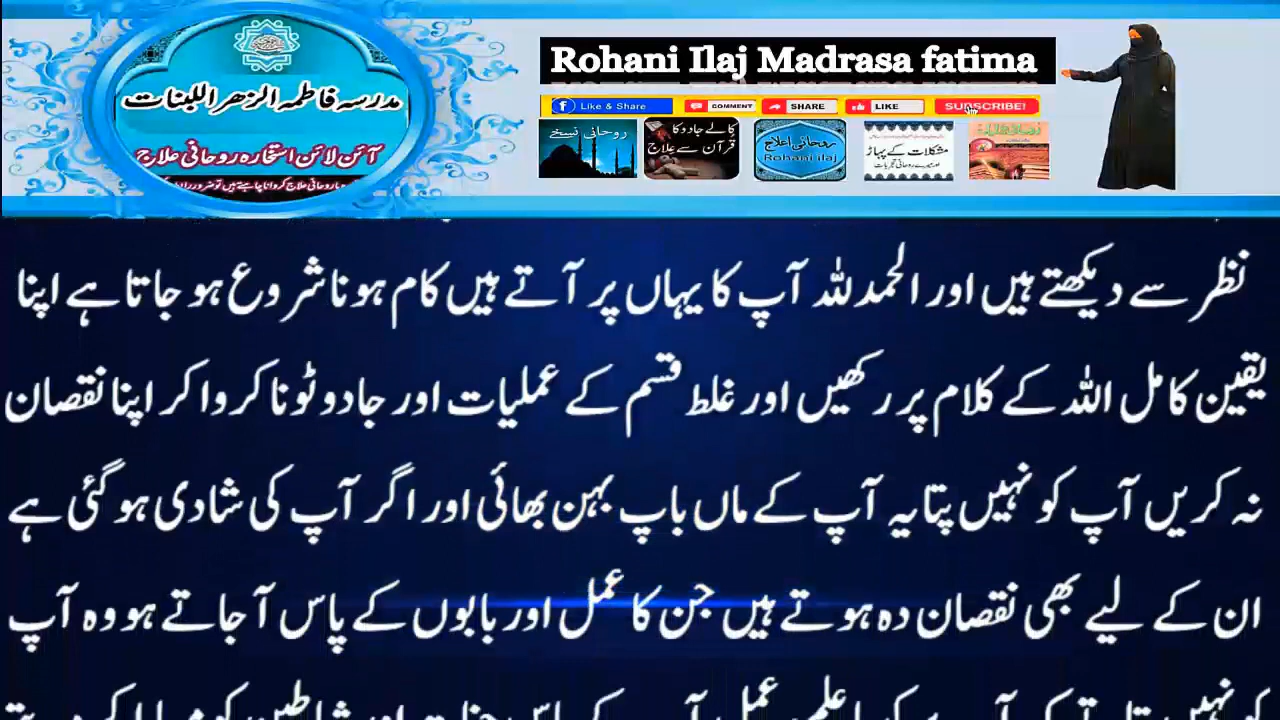 مدرسہ فاطمہ الزھرا للبنات
آئن لائن استخارہ روحانی علاج
Rohani Ilaj Madrasa fatima
Like & Share
COMMENT
SHARE
LIKE
SUBSCRIBE!
روحانی نسخ
کالے جادو کا
قرآن سے علاج
روحانی اعلاج
Rohani ilaj
مشکلات کے پہاڑ
نظر سے دیکھتے ہیں اور الحمدللہ آپ کا یہاں پر آتے ہیں کام ہونا شروع ہو جاتا ہے اپنا
یقین کامل اللہ کے کلام پر رکھیں اور غلط قسم کے عملیات اور جادو ٹونا کروا کر اپنا نقصان
نہ کریں آپ کو نہیں پتا یہ آپ کے ماں باپ بہن بھائی اور اگر آپ کی شادی ہو گئی ہے
ان کے لیے بھی نقصان دہ ہوتے ہیں جن کا عمل اور بابوں کے پاس آ جاتے ہو وہ آپ